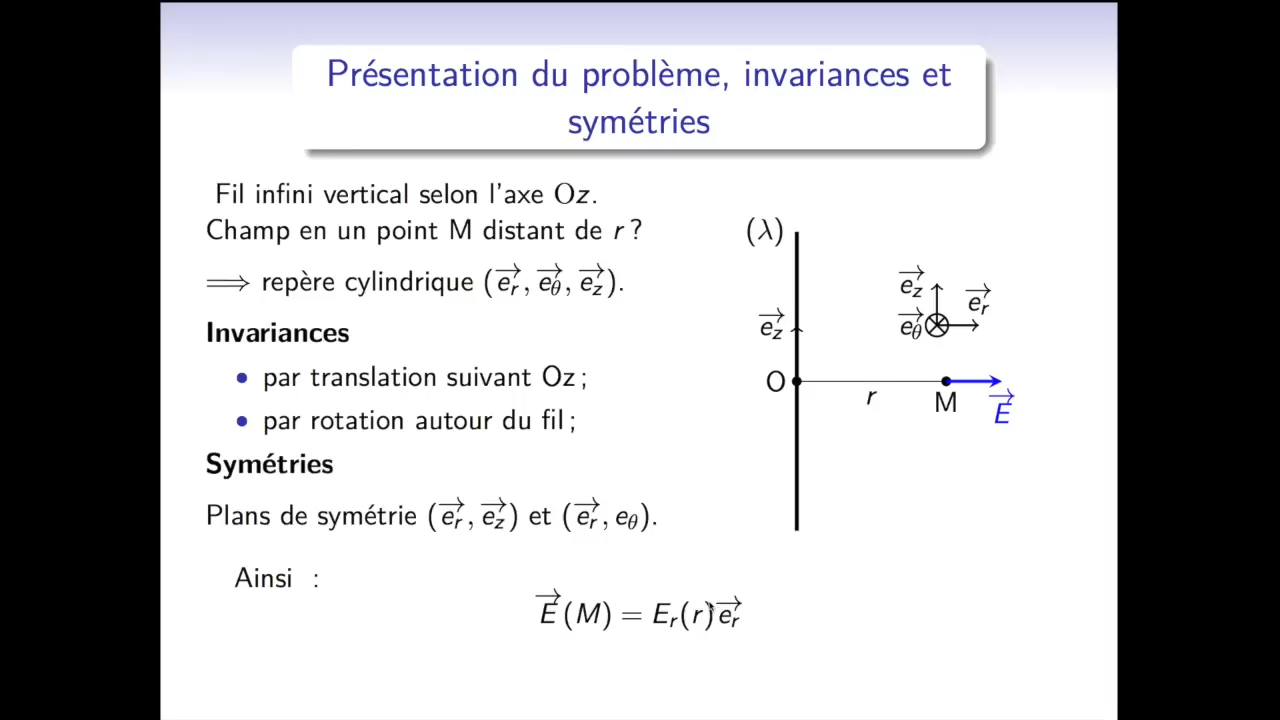 Présentation du problème, invariances et
symétries
Fil infini vertical selon l'axe Oz.
Champ en un point M distant de r ?
⟹ repère cylindrique (e⃗r, e⃗θ, e⃗z).
Invariances
• par translation suivant Oz ;
• par rotation autour du fil ;
Symétries
Plans de symétrie (e⃗r, e⃗z) et (e⃗r, eθ).
Ainsi :
E⃗(M) = Er(r)e⃗r
(λ)
e⃗z
e⃗r
e⃗z
e⃗θ
O
r
M
E⃗